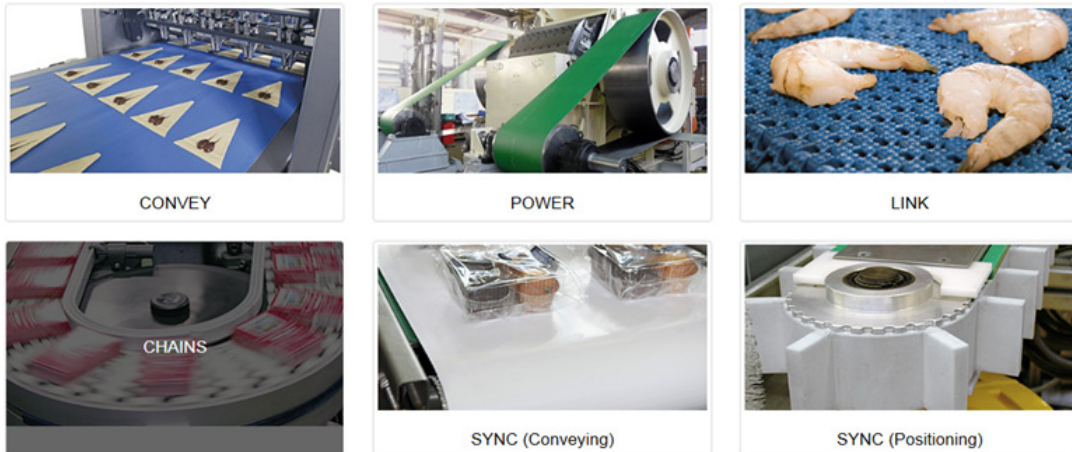 CONVEY
POWER
LINK
CHAINS
SYNC (Conveying)
SYNC (Positioning)